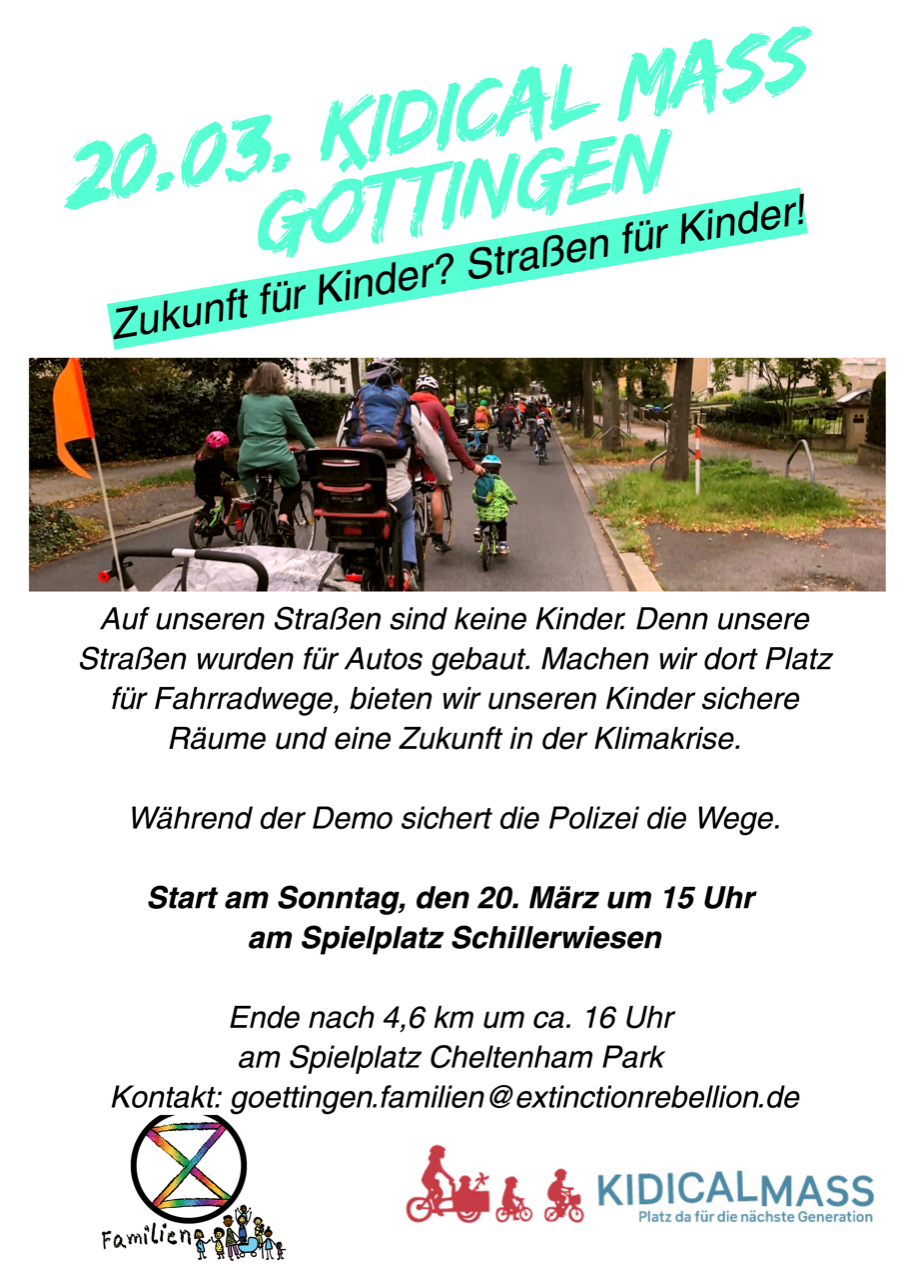 20.03. KIDICAL MASS
GÖTTINGEN
Zukunft für Kinder? Straßen für Kinder!
Auf unseren Straßen sind keine Kinder. Denn unsere
Straßen wurden für Autos gebaut. Machen wir dort Platz
für Fahrradwege, bieten wir unseren Kinder sichere
Räume und eine Zukunft in der Klimakrise.
Während der Demo sichert die Polizei die Wege.
Start am Sonntag, den 20. März um 15 Uhr
am Spielplatz Schillerwiesen
Ende nach 4,6 km um ca. 16 Uhr
am Spielplatz Cheltenham Park
Kontakt: goettingen.familien@extinctionrebellion.de
Familien
KIDICALMASS
Platz da für die nächste Generation